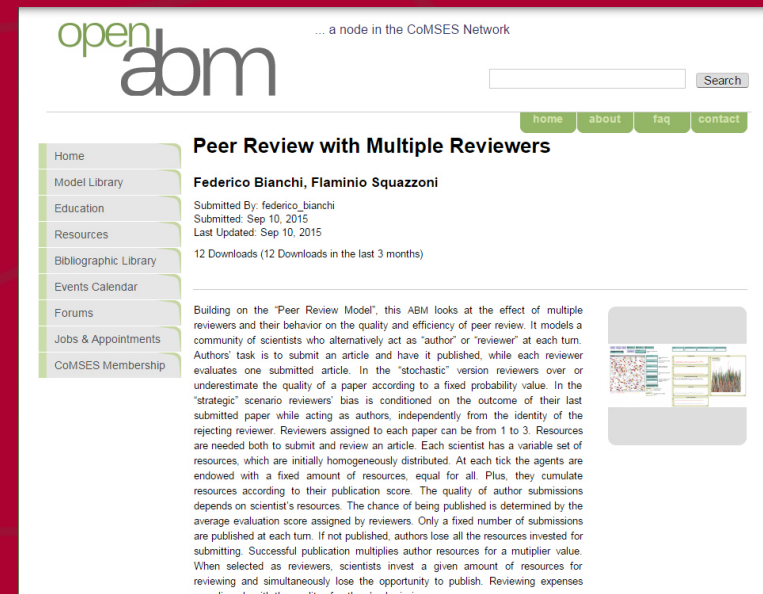 open
abm
... a node in the CoMSES Network
Search
home about faq contact
Home
Model Library
Education
Resources
Bibliographic Library
Events Calendar
Forums
Jobs & Appointments
CoMSES Membership
Peer Review with Multiple Reviewers
Federico Bianchi, Flaminio Squazzoni
Submitted By: federico_bianchi
Submitted: Sep 10, 2015
Last Updated: Sep 10, 2015
12 Downloads (12 Downloads in the last 3 months)
Building on the “Peer Review Model”, this ABM looks at the effect of multiple
reviewers and their behavior on the quality and efficiency of peer review. It models a
community of scientists who alternatively act as “author” or “reviewer” at each turn.
Authors’ task is to submit an article and have it published, while each reviewer
evaluates one submitted article. In the “stochastic” version reviewers over or
underestimate the quality of a paper according to a fixed probability value. In the
“strategic” scenario reviewers’ bias is conditioned on the outcome of their last
submitted paper while acting as authors, independently from the identity of the
rejecting reviewer. Reviewers assigned to each paper can be from 1 to 3. Resources
are needed both to submit and review an article. Each scientist has a variable set of
resources, which are initially homogeneously distributed. At each tick the agents are
endowed with a fixed amount of resources, equal for all. Plus, they cumulate
resources according to their publication score. The quality of author submissions
depends on scientist's resources. The chance of being published is determined by the
average evaluation score assigned by reviewers. Only a fixed number of submissions
are published at each turn. If not published, authors lose all the resources invested for
submitting. Successful publication multiplies author resources for a mutiplier value.
When selected as reviewers, scientists invest a given amount of resources for
reviewing and simultaneously lose the opportunity to publish. Reviewing expenses